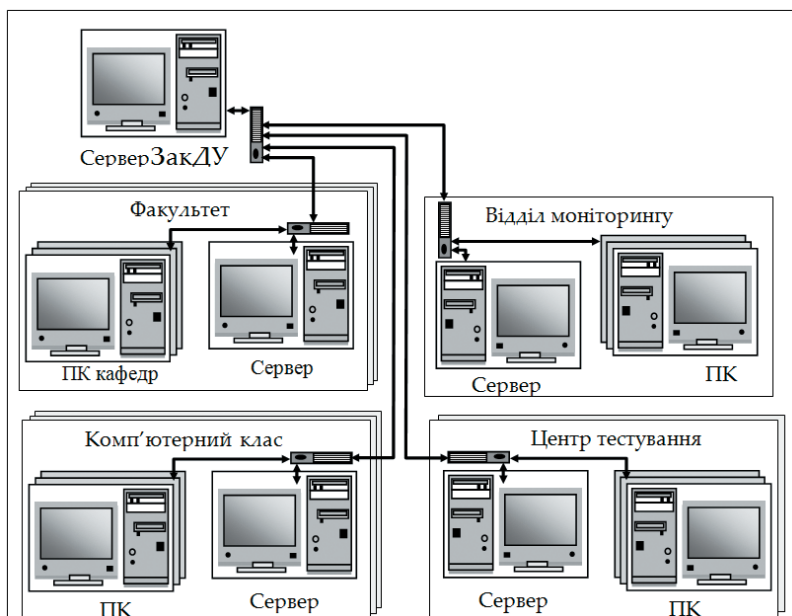 СерверЗакДУ
Факультет
ПК кафедр
Сервер
Відділ моніторингу
Сервер
ПК
Комп’ютерний клас
ПК
Сервер
Центр тестування
Сервер
ПК